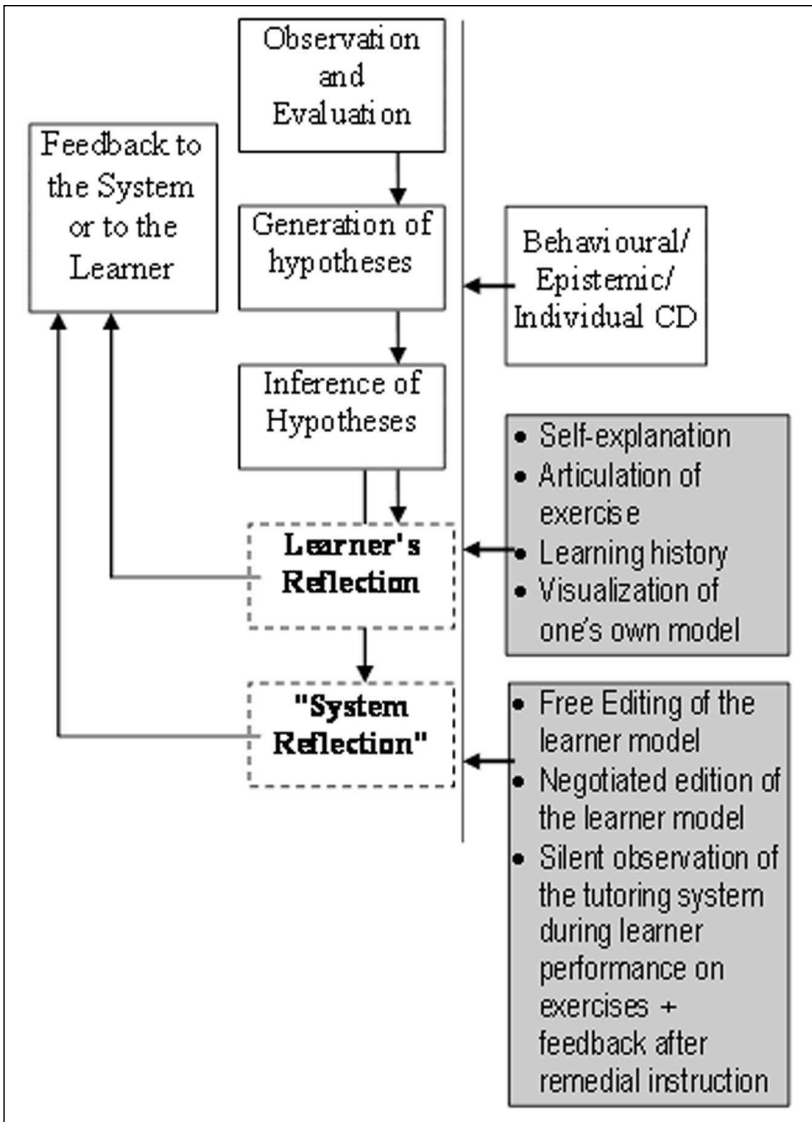 Observation
and
Evaluation
Feedback to
the System
or to the
Learner
Generation of
hypotheses
Behavioural/
Epistemic/
Individual CD
Inference of
Hypotheses
• Self-explanation
• Articulation of
exercise
• Learning history
• Visualization of
one's own model
Learner's
Reflection
"System
Reflection"
• Free Editing of the
learner model
• Negotiated edition of
the learner model
• Silent observation of
the tutoring system
during learner
performance on
exercises +
feedback after
remedial instruction